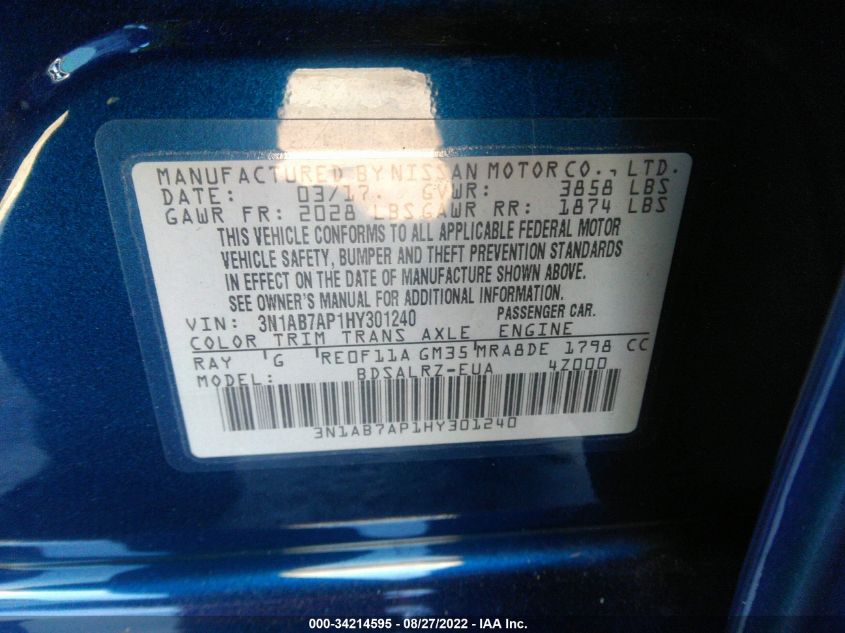 MANUFACTURED BY NISSAN MOTOR CO., LTD.
DATE: 03/17. GVWR: 3858 LBS
GAWR FR: 2028 LBS GAWR RR: 1874 LBS
THIS VEHICLE CONFORMS TO ALL APPLICABLE FEDERAL MOTOR
VEHICLE SAFETY, BUMPER AND THEFT PREVENTION STANDARDS
IN EFFECT ON THE DATE OF MANUFACTURE SHOWN ABOVE.
SEE OWNER'S MANUAL FOR ADDITIONAL INFORMATION.
VIN: 3N1AB7AP1HY301240 PASSENGER CAR.
COLOR TRIM TRANS AXLE ENGINE
RAY G RE0F11A GM35 MRA8DE 1798 CC
MODEL: BDSALRZ-EUA 4Z000
3N1AB7AP1HY301240
000-34214595 - 08/27/2022 - IAA Inc.